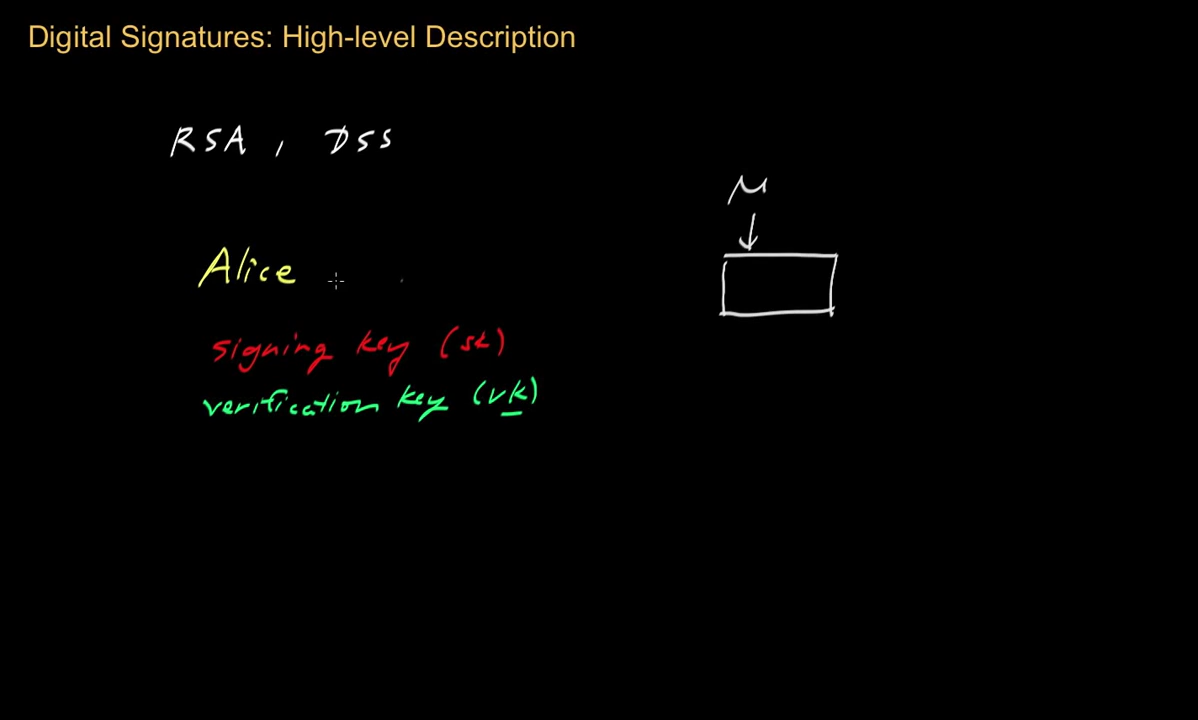 Digital Signatures: High-level Description
RSA, DSS
M
Alice
signing key (sk)
verification key (vk)